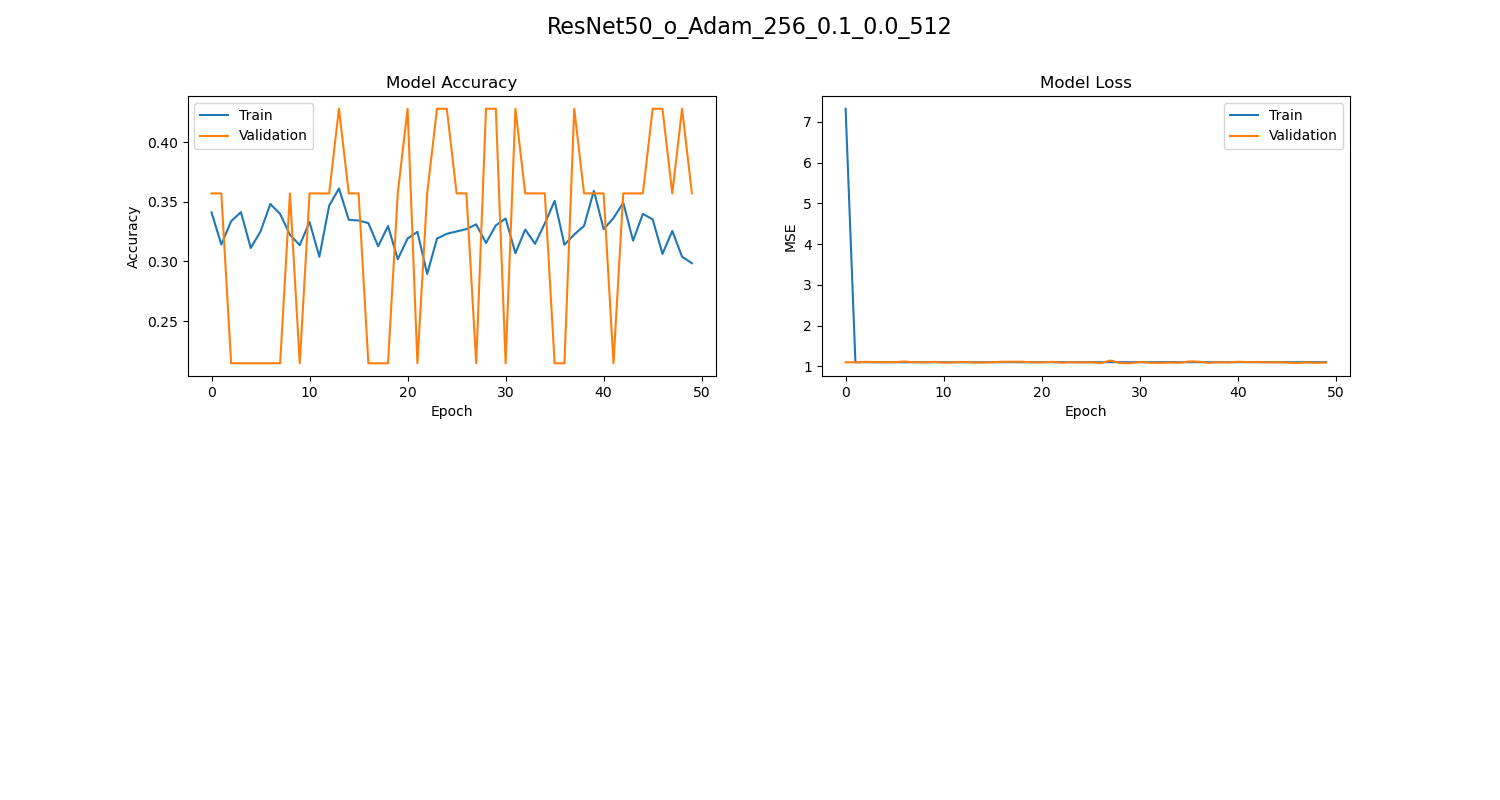 ResNet50_o_Adam_256_0.1_0.0_512
Model Accuracy
Train
Validation
0.40
0.35
0.30
0.25
Accuracy
0 10 20 30 40 50
Epoch
Model Loss
Train
Validation
7
6
5
4
3
2
1
MSE
0 10 20 30 40 50
Epoch